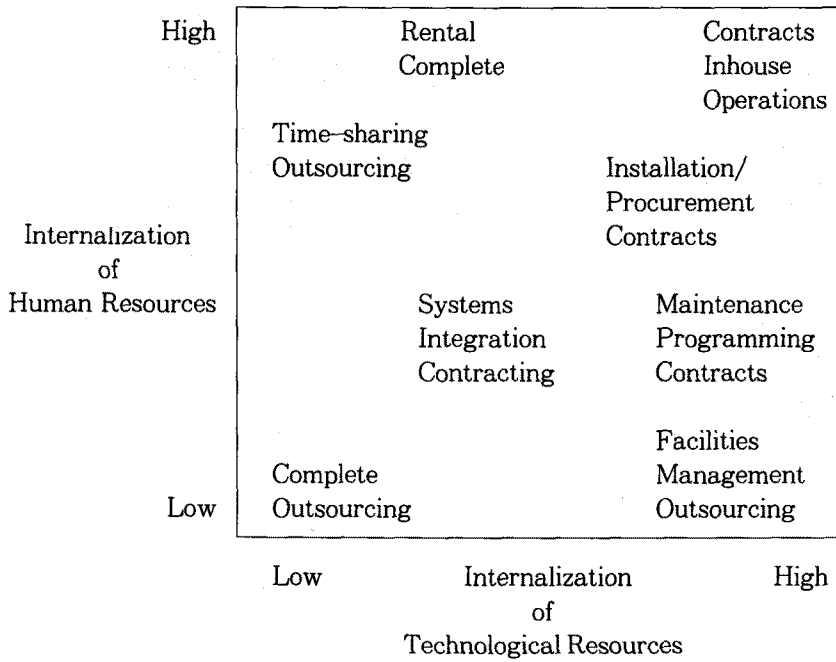 High
Rental
Complete
Contracts
Inhouse
Operations
Time-sharing
Outsourcing
Installation/
Procurement
Contracts
Internalization
of
Human Resources
Systems
Integration
Contracting
Maintenance
Programming
Contracts
Facilities
Management
Outsourcing
Complete
Outsourcing
Low
Low
Internalization
of
Technological Resources
High